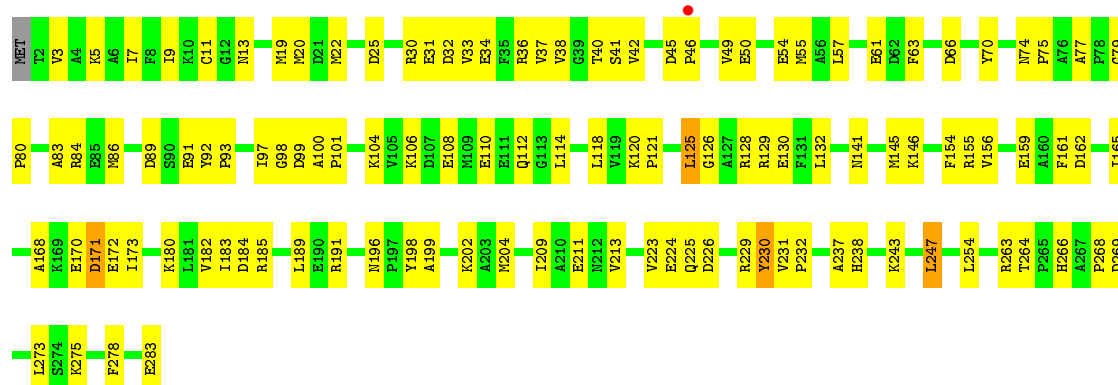 MET T2 V3 A4 K5 A6 I7 F8 I9 K10 C11 G12 N13 M19 M20 D21 M22 D25 R30 E31 D32 V33 E34 F35 R36 V37 V38 G39 T40 S41 V42 D45 P46 V49 E50 E54 M55 A56 L57 E61 D62 F63 D66 Y70 N74 P75 A76 A77 P78 G79
P80 A83 R84 E85 M86 D89 S90 E91 Y92 P93 I97 G98 D99 A100 P101 K104 V105 K106 D107 E108 M109 E110 E111 Q112 G113 L114 L118 V119 K120 P121 L125 G126 A127 R128 R129 E130 F131 L132 N141 M145 K146 F154 R155 V156 E159 A160 F161 D162 I165
A168 K169 E170 D171 E172 I173 K180 L181 V182 I183 D184 R185 L189 E190 R191 N196 P197 Y198 A199 K202 A203 M204 I209 A210 E211 N212 V213 V223 E224 Q225 D226 R229 Y230 V231 P232 A237 H238 K243 L247 L254 R263 T264 P265 H266 A267 P268 D269
L273 S274 K275 F278 E283